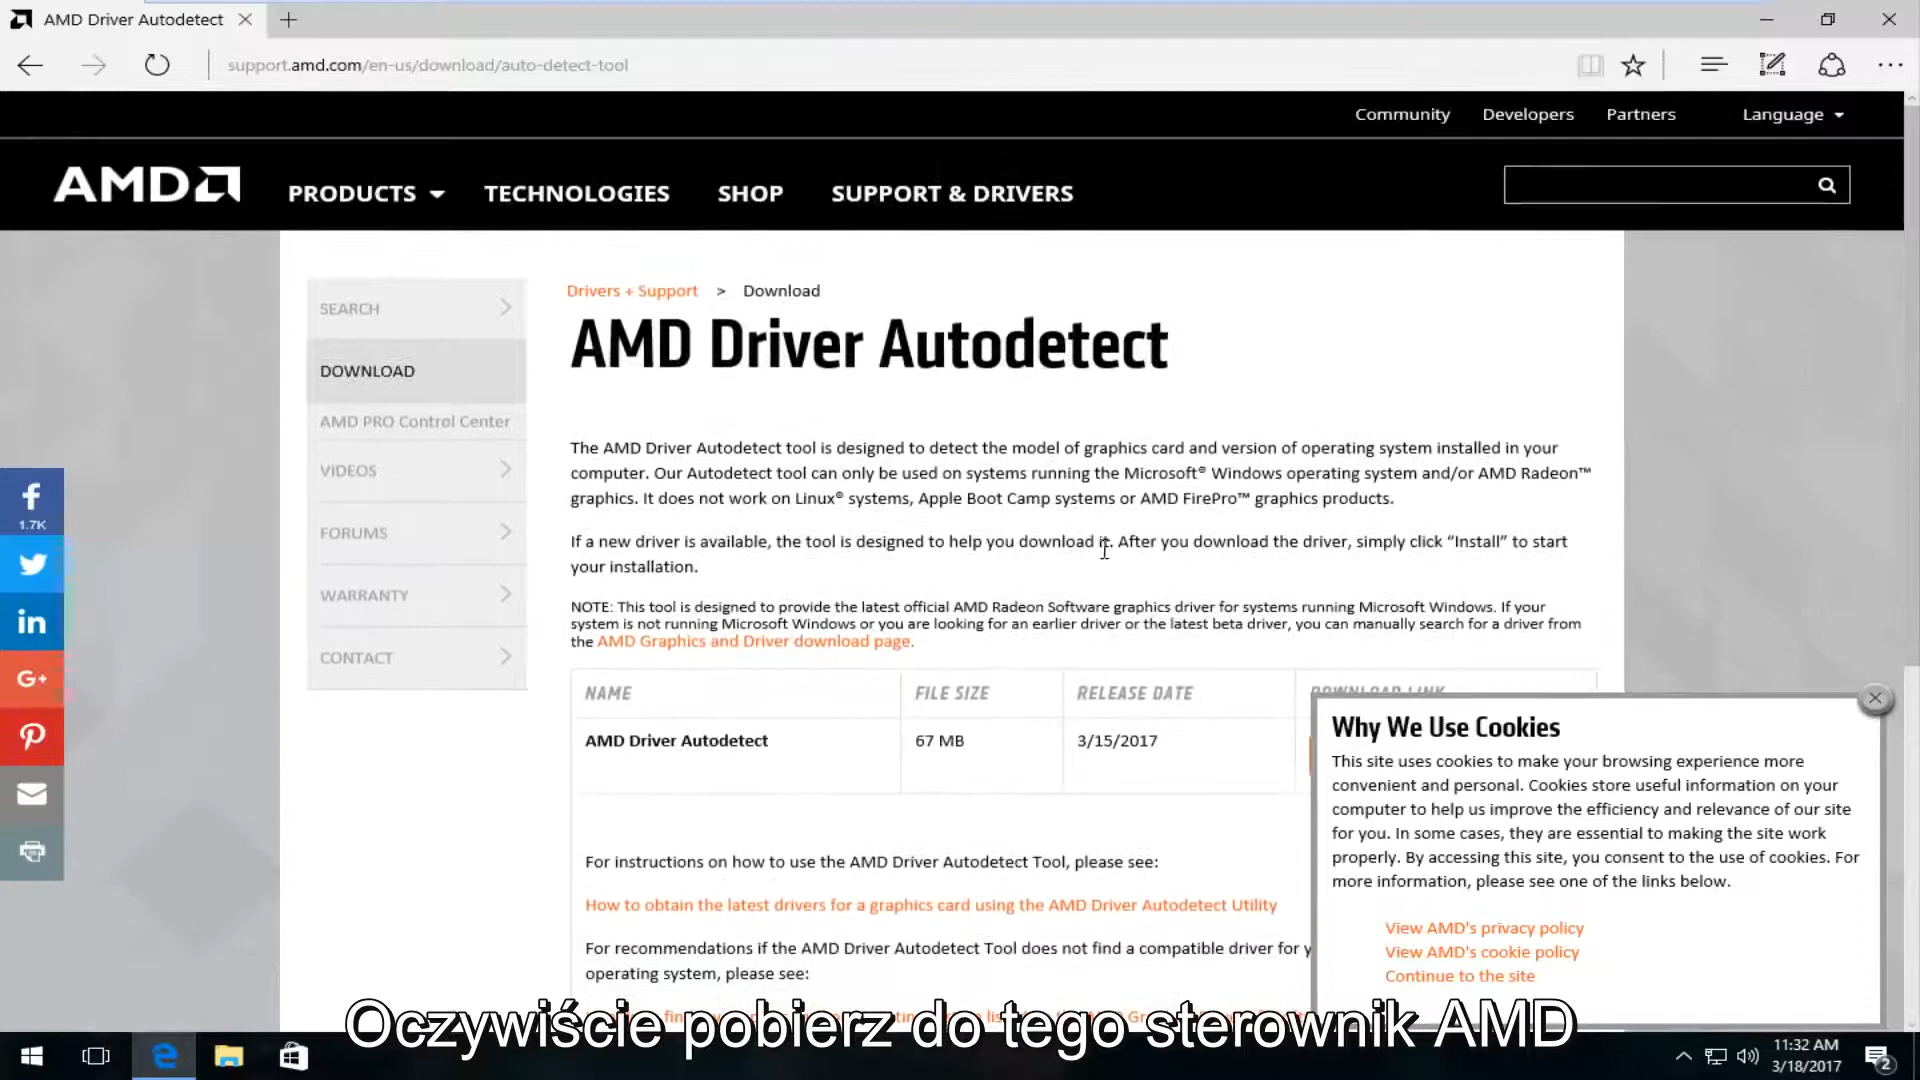 AMD Driver Autodetect
support.amd.com/en-us/download/auto-detect-tool
Community Developers Partners Language
AMD
PRODUCTS TECHNOLOGIES SHOP SUPPORT & DRIVERS
SEARCH
DOWNLOAD
AMD PRO Control Center
VIDEOS
FORUMS
WARRANTY
CONTACT
1.7K
in
G+
Drivers + Support > Download
AMD Driver Autodetect
The AMD Driver Autodetect tool is designed to detect the model of graphics card and version of operating system installed in your
computer. Our Autodetect tool can only be used on systems running the Microsoft® Windows operating system and/or AMD Radeon™
graphics. It does not work on Linux® systems, Apple Boot Camp systems or AMD FirePro™ graphics products.
If a new driver is available, the tool is designed to help you download it. After you download the driver, simply click “Install” to start
your installation.
NOTE: This tool is designed to provide the latest official AMD Radeon Software graphics driver for systems running Microsoft Windows. If your
system is not running Microsoft Windows or you are looking for an earlier driver or the latest beta driver, you can manually search for a driver from
the AMD Graphics and Driver download page.
NAME FILE SIZE RELEASE DATE DOWNLOAD LINK
AMD Driver Autodetect 67 MB 3/15/2017
For instructions on how to use the AMD Driver Autodetect Tool, please see:
How to obtain the latest drivers for a graphics card using the AMD Driver Autodetect Utility
For recommendations if the AMD Driver Autodetect Tool does not find a compatible driver for y
operating system, please see:
Why We Use Cookies
This site uses cookies to make your browsing experience more
convenient and personal. Cookies store useful information on your
computer to help us improve the efficiency and relevance of our site
for you. In some cases, they are essential to making the site work
properly. By accessing this site, you consent to the use of cookies. For
more information, please see one of the links below.
View AMD's privacy policy
View AMD's cookie policy
Continue to the site
Oczywiście pobierz do tego sterownik AMD
11:32 AM
3/18/2017
2